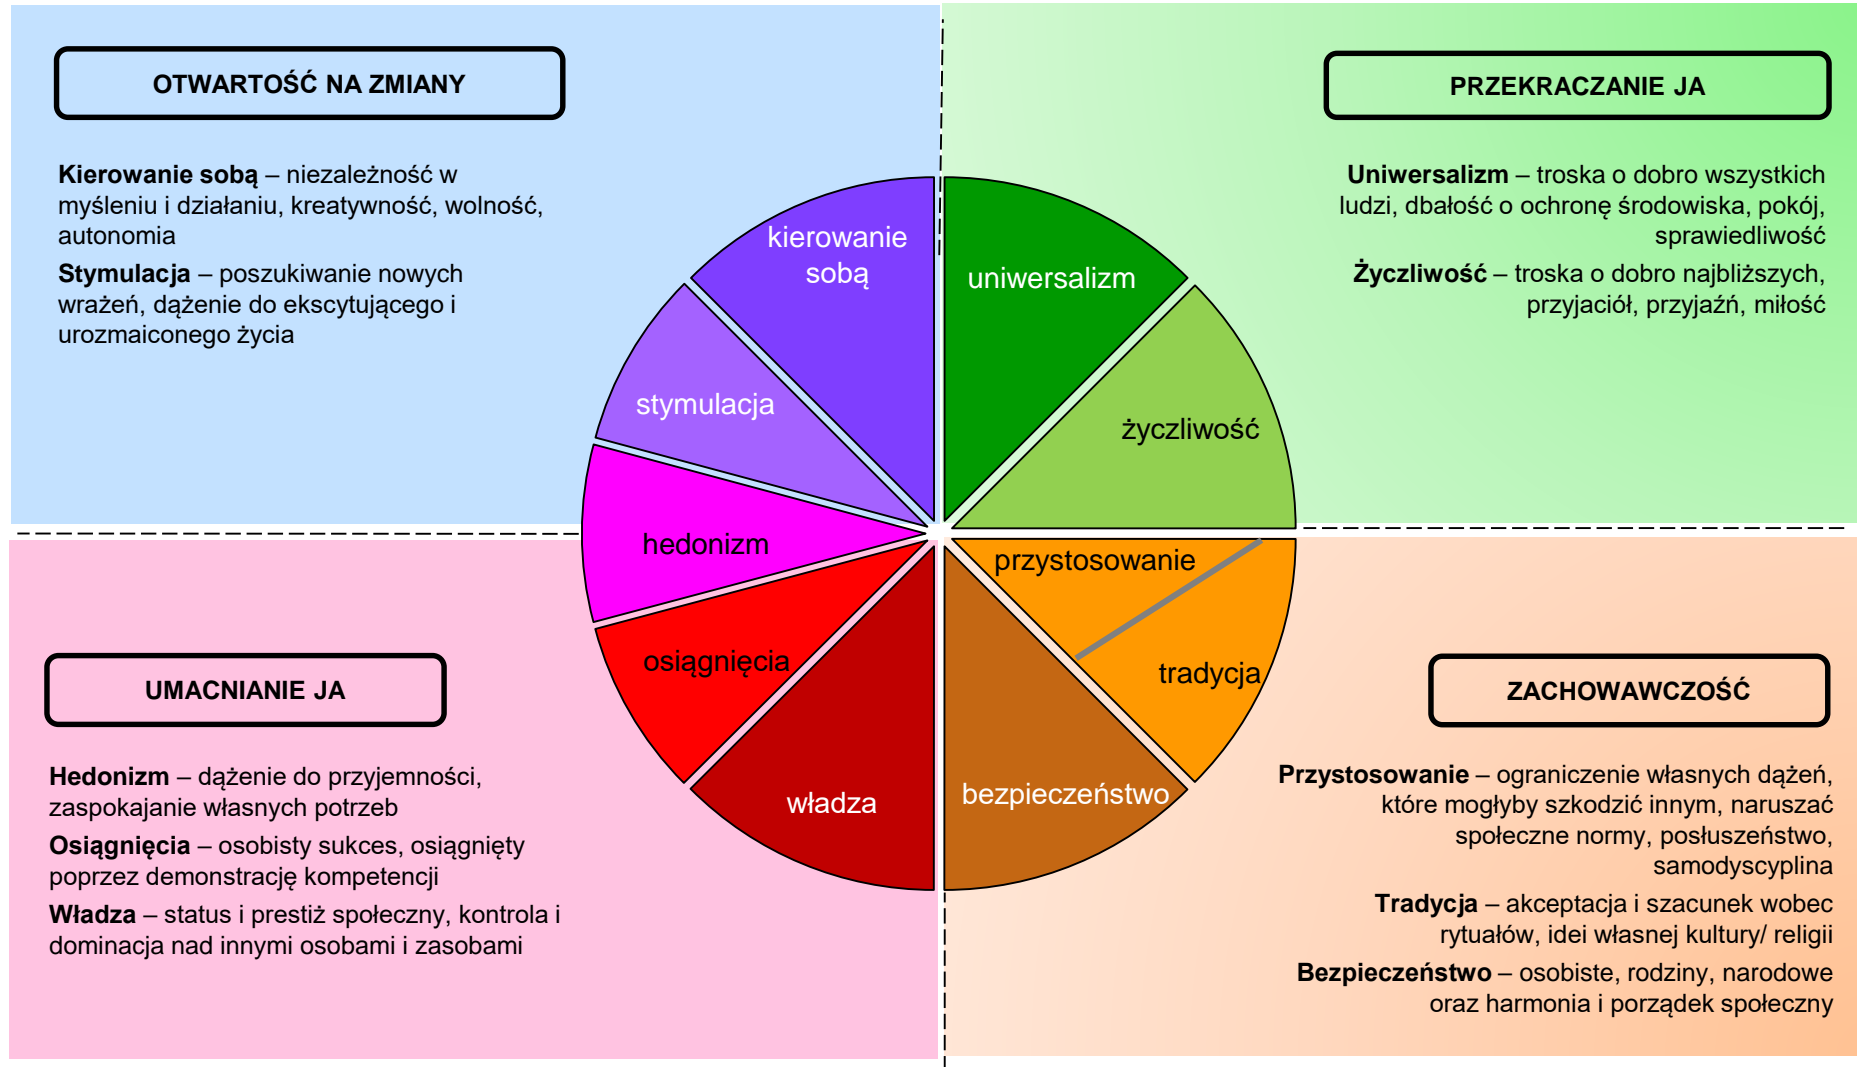 OTWARTOŚĆ NA ZMIANY
Kierowanie sobą – niezależność w
myśleniu i działaniu, kreatywność, wolność,
autonomia
Stymulacja – poszukiwanie nowych
wrażeń, dążenie do ekscytującego i
urozmaiconego życia
PRZEKRACZANIE JA
Uniwersalizm – troska o dobro wszystkich
ludzi, dbałość o ochronę środowiska, pokój,
sprawiedliwość
Życzliwość – troska o dobro najbliższych,
przyjaciół, przyjaźń, miłość
kierowanie
sobą
uniwersalizm
stymulacja
życzliwość
hedonizm
przystosowanie
osiągnięcia
tradycja
władza
bezpieczeństwo
UMACNIANIE JA
Hedonizm – dążenie do przyjemności,
zaspokajanie własnych potrzeb
Osiągnięcia – osobisty sukces, osiągnięty
poprzez demonstrację kompetencji
Władza – status i prestiż społeczny, kontrola i
dominacja nad innymi osobami i zasobami
ZACHOWAWCZOŚĆ
Przystosowanie – ograniczenie własnych dążeń,
które mogłyby szkodzić innym, naruszać
społeczne normy, posłuszeństwo,
samodyscyplina
Tradycja – akceptacja i szacunek wobec
rytuałów, idei własnej kultury/ religii
Bezpieczeństwo – osobiste, rodziny, narodowe
oraz harmonia i porządek społeczny